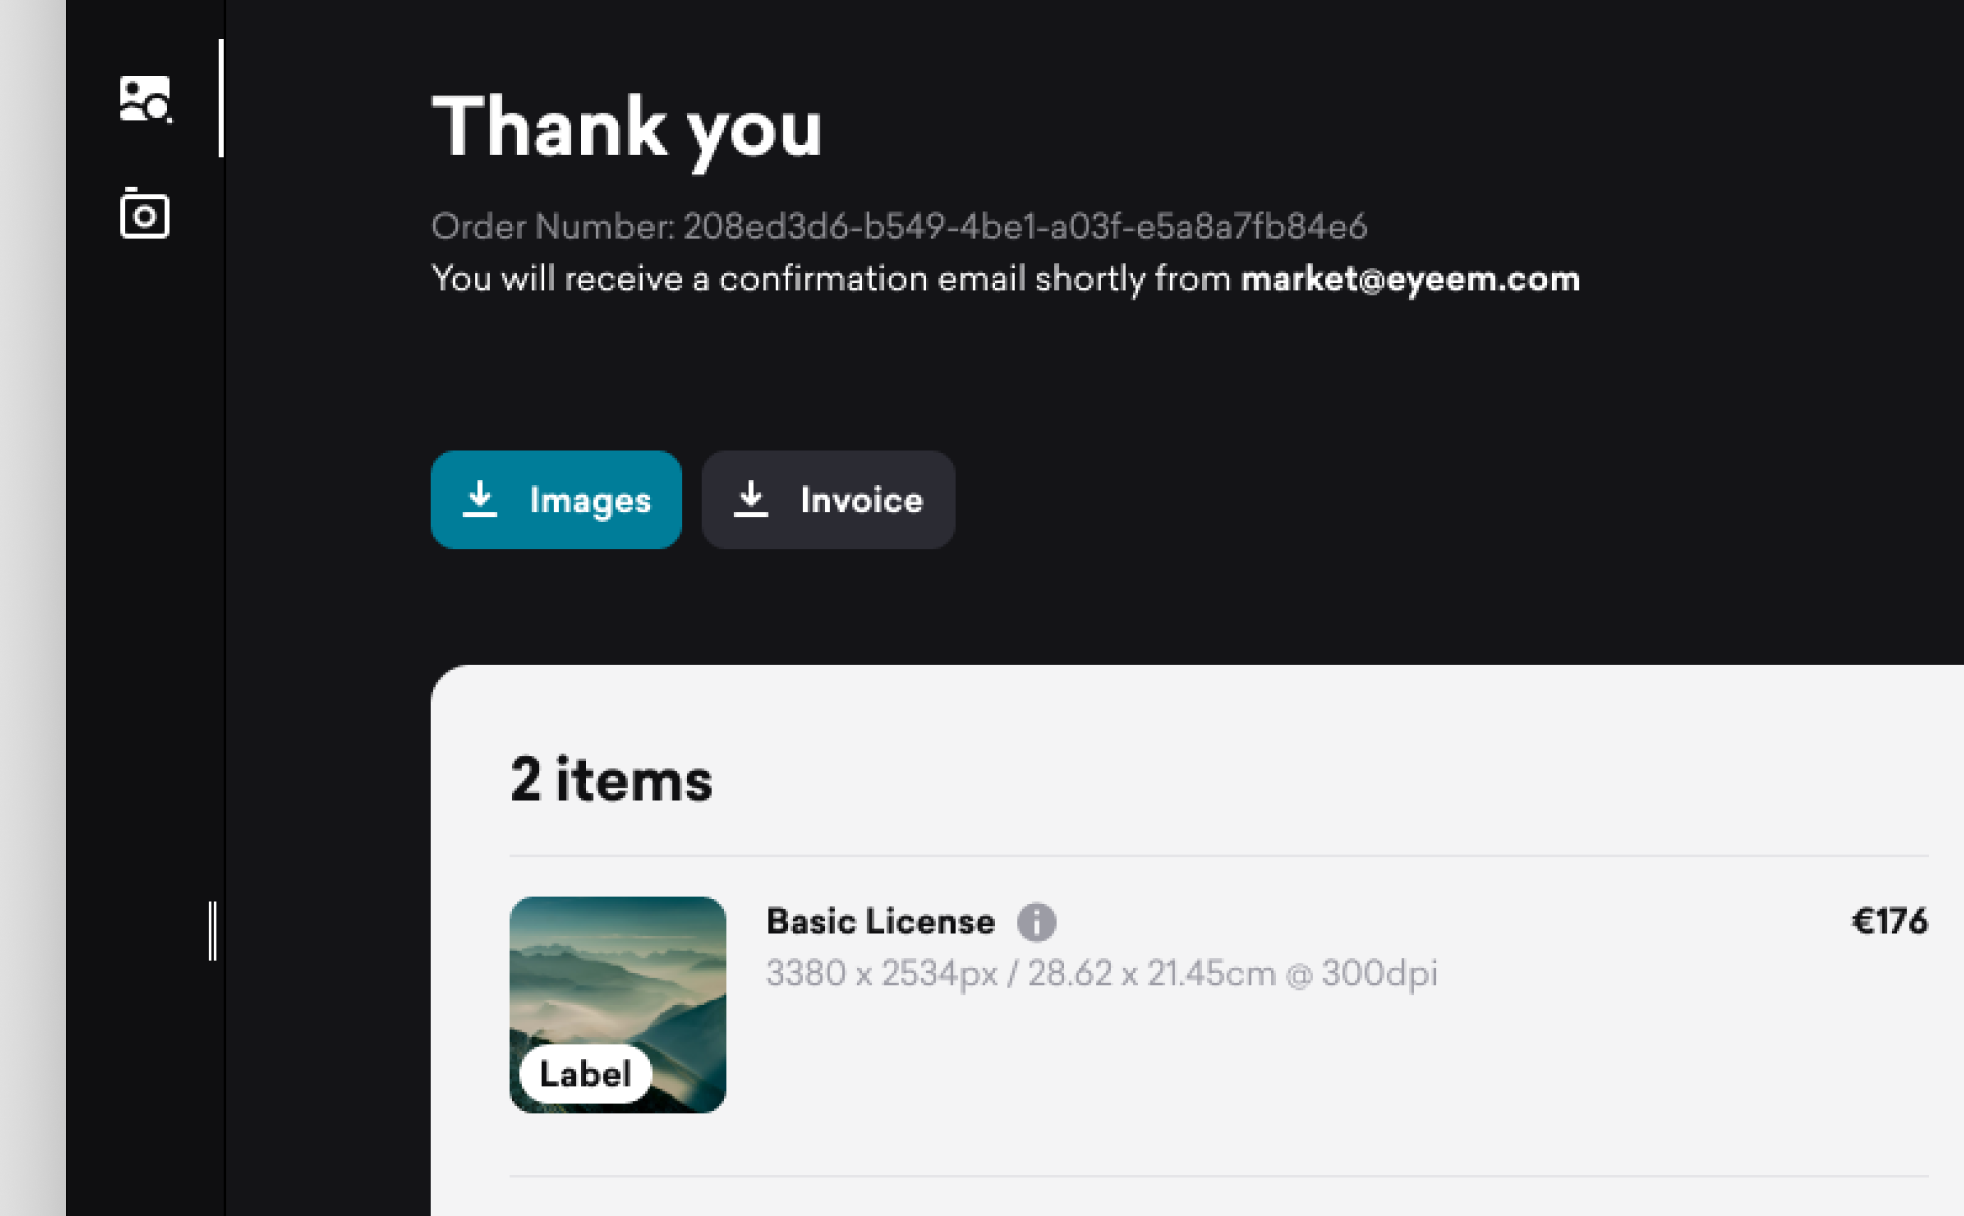 Thank you
Order Number: 208ed3d6-b549-4be1-a03f-e5a8a7fb84e6
You will receive a confirmation email shortly from market@eyeem.com
Images
Invoice
2 items
Basic License
€176
3380 x 2534px / 28.62 x 21.45cm @ 300dpi
Label